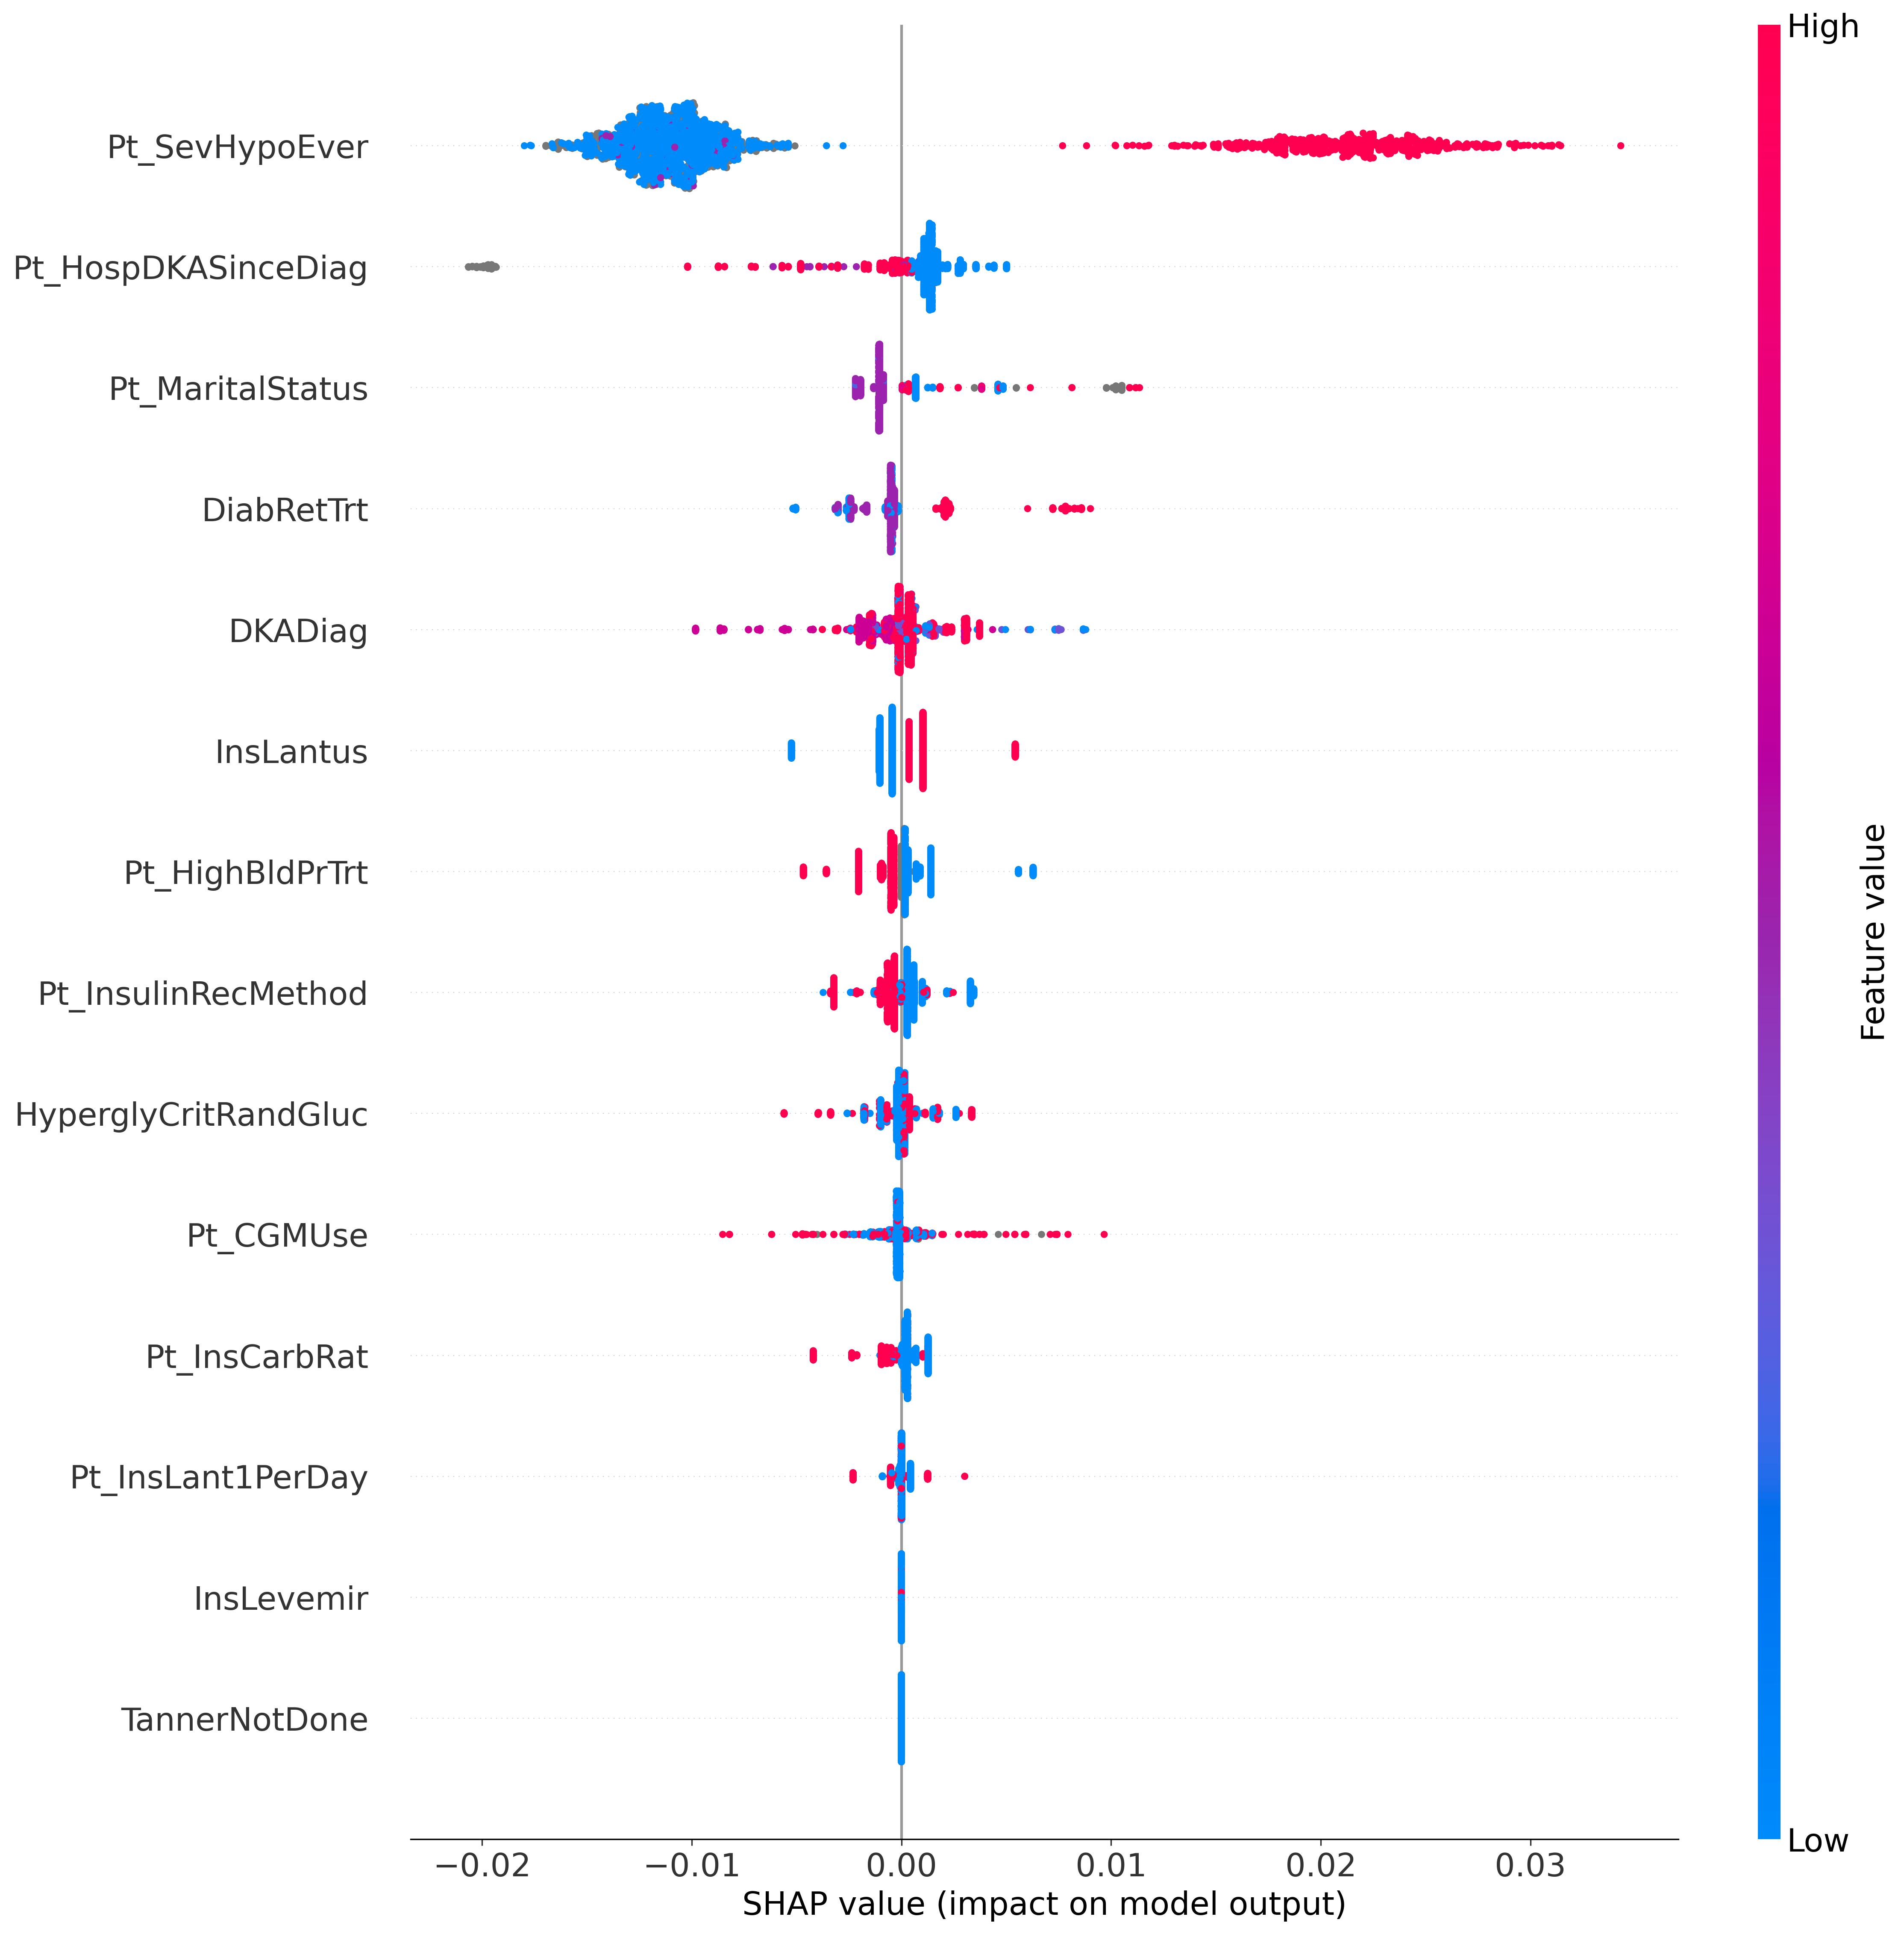 High
Pt_SevHypoEver
Pt_HospDKASinceDiag
Pt_MaritalStatus
DiabRetTrt
DKADiag
InsLantus
Pt_HighBldPrTrt
Pt_InsulinRecMethod
HyperglyCritRandGluc
Pt_CGMUse
Pt_InsCarbRat
Pt_InsLant1PerDay
InsLevemir
TannerNotDone
Feature value
Low
−0.02 −0.01 0.00 0.01 0.02 0.03
SHAP value (impact on model output)